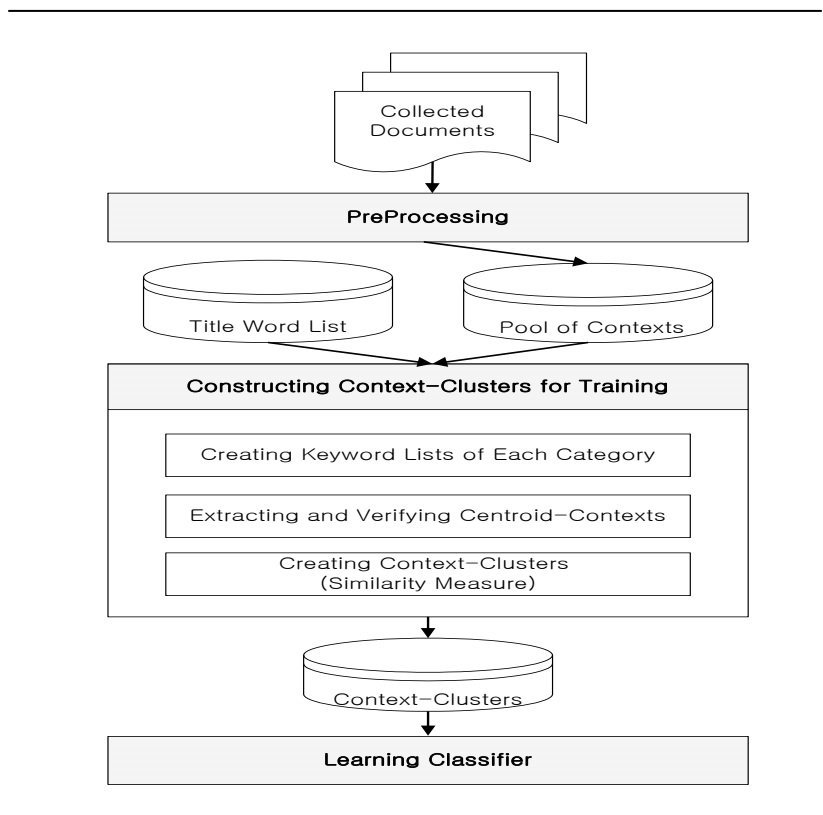 Collected
Documents
PreProcessing
Title Word List
Pool of Contexts
Constructing Context-Clusters for Training
Creating Keyword Lists of Each Category
Extracting and Verifying Centroid-Contexts
Creating Context-Clusters
(Similarity Measure)
Context-Clusters
Learning Classifier